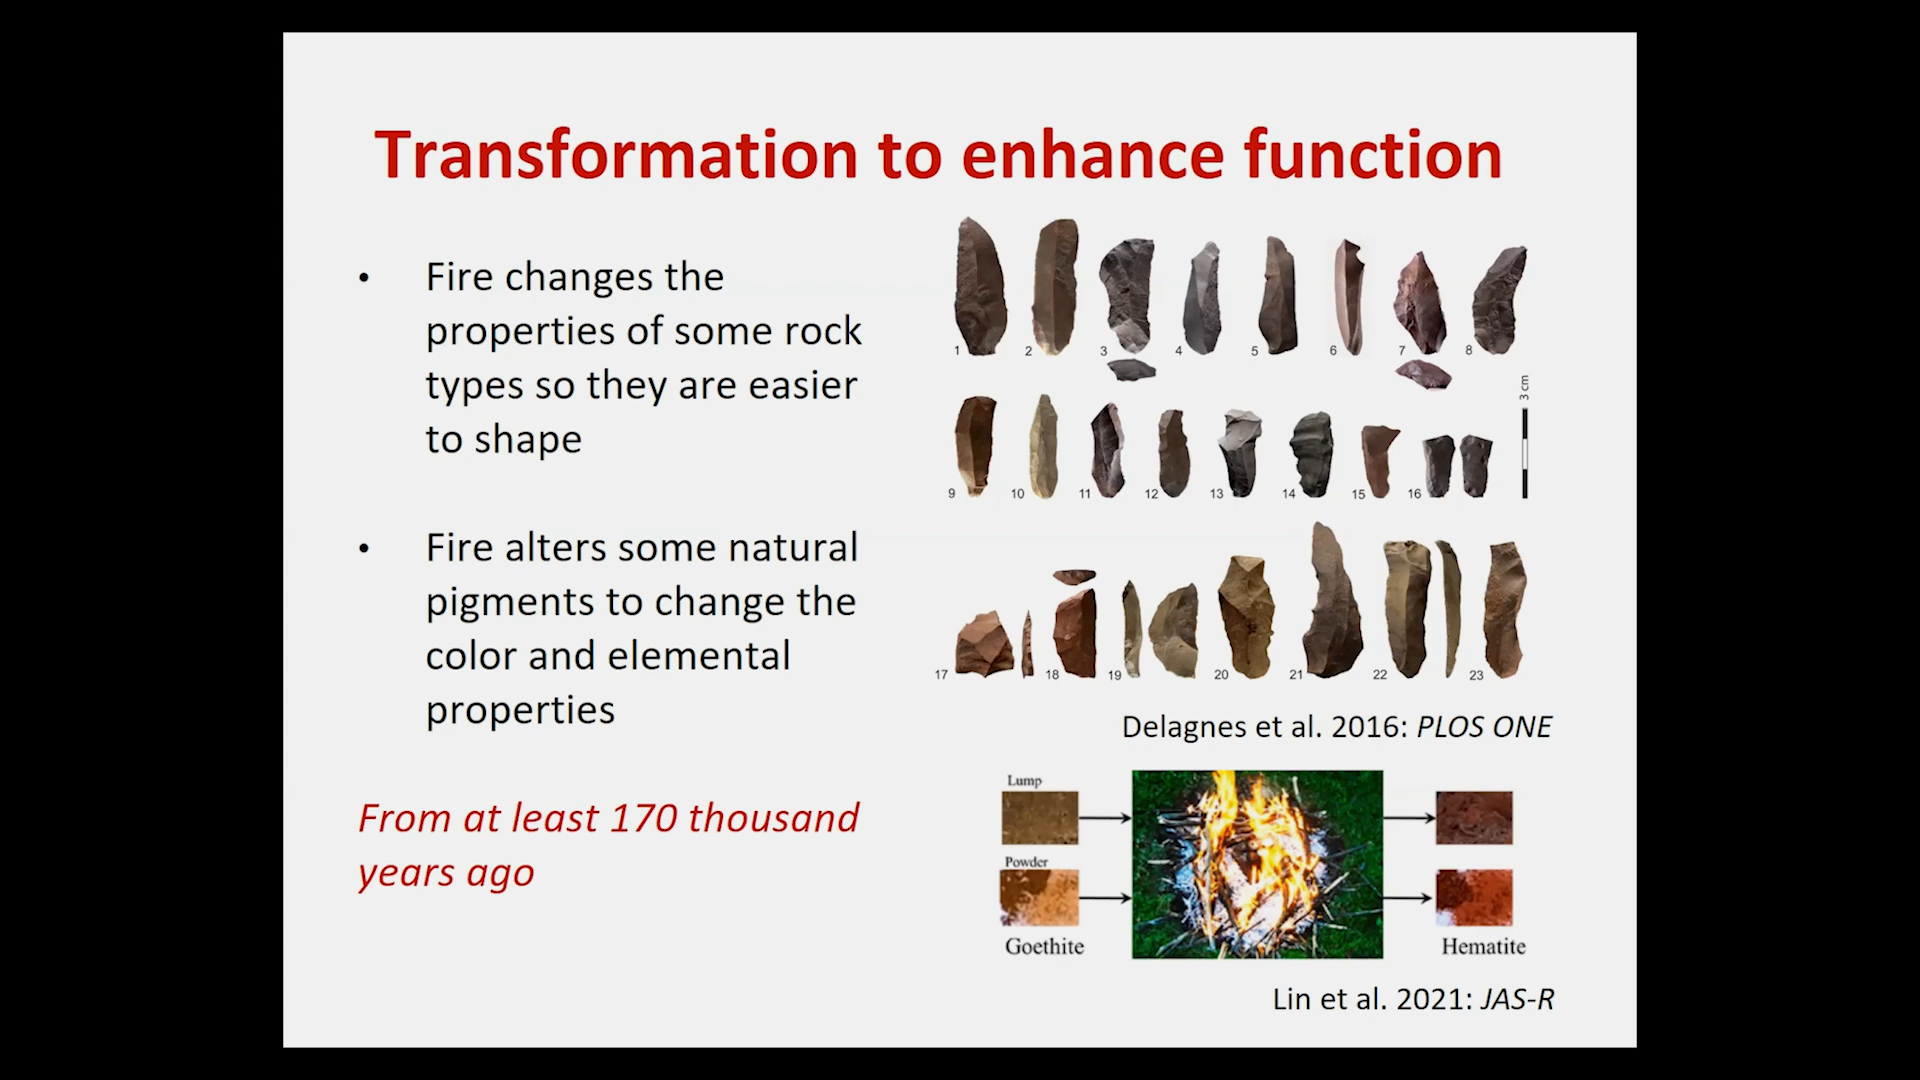 Transformation to enhance function
• Fire changes the
properties of some rock
types so they are easier
to shape
• Fire alters some natural
pigments to change the
color and elemental
properties
From at least 170 thousand
years ago
1 2 3 4 5 6 7 8
3 cm
9 10 11 12 13 14 15 16
17 18 19 20 21 22 23
Delagnes et al. 2016: PLOS ONE
Lump
Powder
Goethite
Hematite
Lin et al. 2021: JAS-R